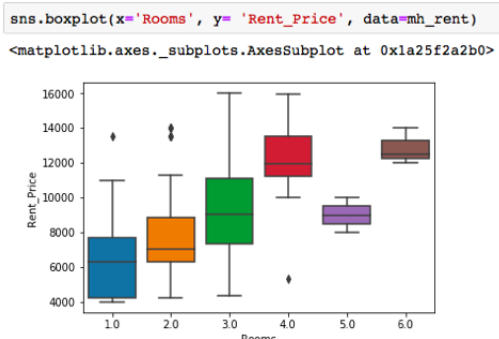 sns.boxplot(x='Rooms', y= 'Rent_Price', data=mh_rent)
<matplotlib.axes._subplots.AxesSubplot at 0x1a25f2a2b0>
16000
14000
12000
10000
8000
6000
4000
Rent_Price
1.0 2.0 3.0 4.0 5.0 6.0
Rooms